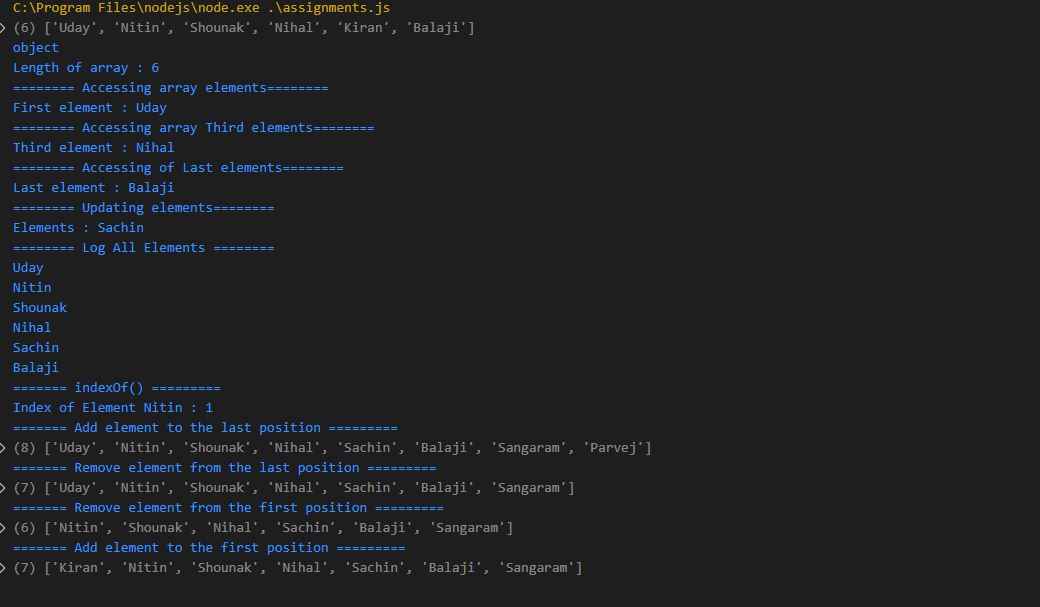 C:\Program Files\nodejs\node.exe .\assignments.js
(6) ['Uday', 'Nitin', 'Shounak', 'Nihal', 'Kiran', 'Balaji']
object
Length of array : 6
======== Accessing array elements========
First element : Uday
======== Accessing array Third elements========
Third element : Nihal
======== Accessing of Last elements========
Last element : Balaji
======== Updating elements========
Elements : Sachin
======== Log All Elements ========
Uday
Nitin
Shounak
Nihal
Sachin
Balaji
======= indexOf() =========
Index of Element Nitin : 1
======= Add element to the last position =========
(8) ['Uday', 'Nitin', 'Shounak', 'Nihal', 'Sachin', 'Balaji', 'Sangaram', 'Parvej']
======= Remove element from the last position =========
(7) ['Uday', 'Nitin', 'Shounak', 'Nihal', 'Sachin', 'Balaji', 'Sangaram']
======= Remove element from the first position =========
(6) ['Nitin', 'Shounak', 'Nihal', 'Sachin', 'Balaji', 'Sangaram']
======= Add element to the first position =========
(7) ['Kiran', 'Nitin', 'Shounak', 'Nihal', 'Sachin', 'Balaji', 'Sangaram']